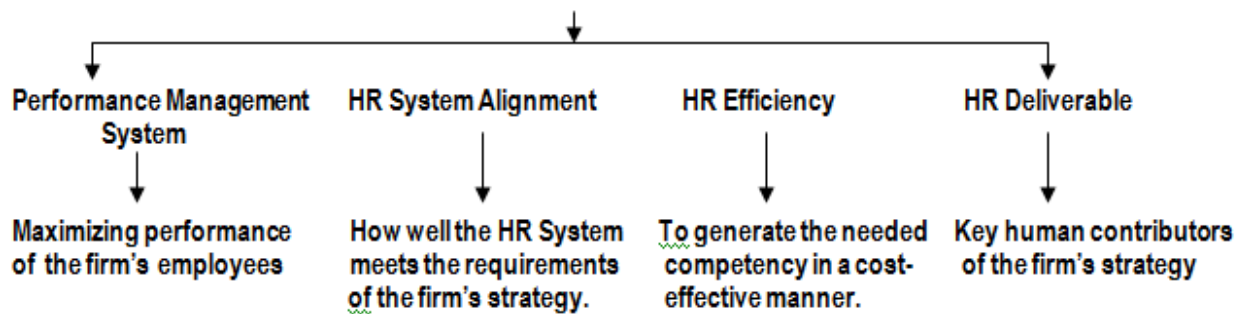 Performance Management
System
HR System Alignment
HR Efficiency
HR Deliverable
Maximizing performance
of the firm's employees
How well the HR System
meets the requirements
of the firm's strategy.
To generate the needed
competency in a cost-
effective manner.
Key human contributors
of the firm's strategy